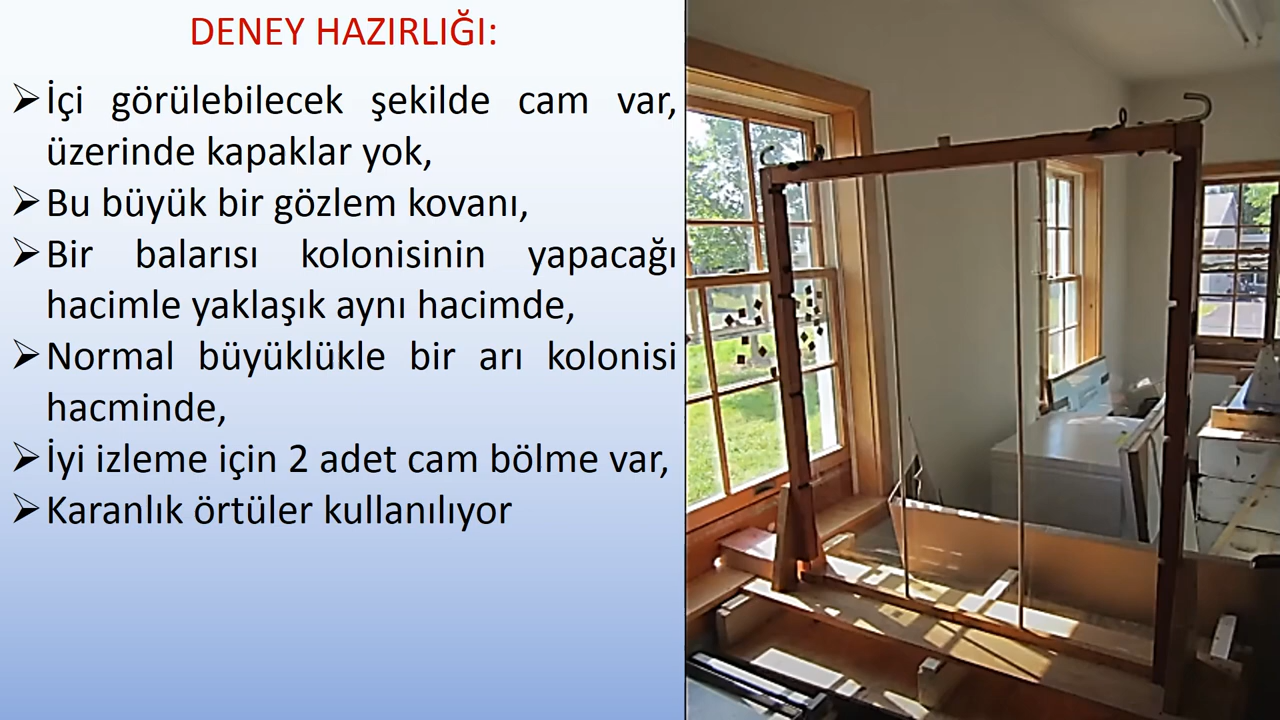 DENEY HAZIRLIĞI:
➢İçi görülebilecek şekilde cam var,
üzerinde kapaklar yok,
➢Bu büyük bir gözlem kovanı,
➢Bir balarısı kolonisinin yapacağı
hacimle yaklaşık aynı hacimde,
➢Normal büyüklükle bir arı kolonisi
hacminde,
➢İyi izleme için 2 adet cam bölme var,
➢Karanlık örtüler kullanılıyor